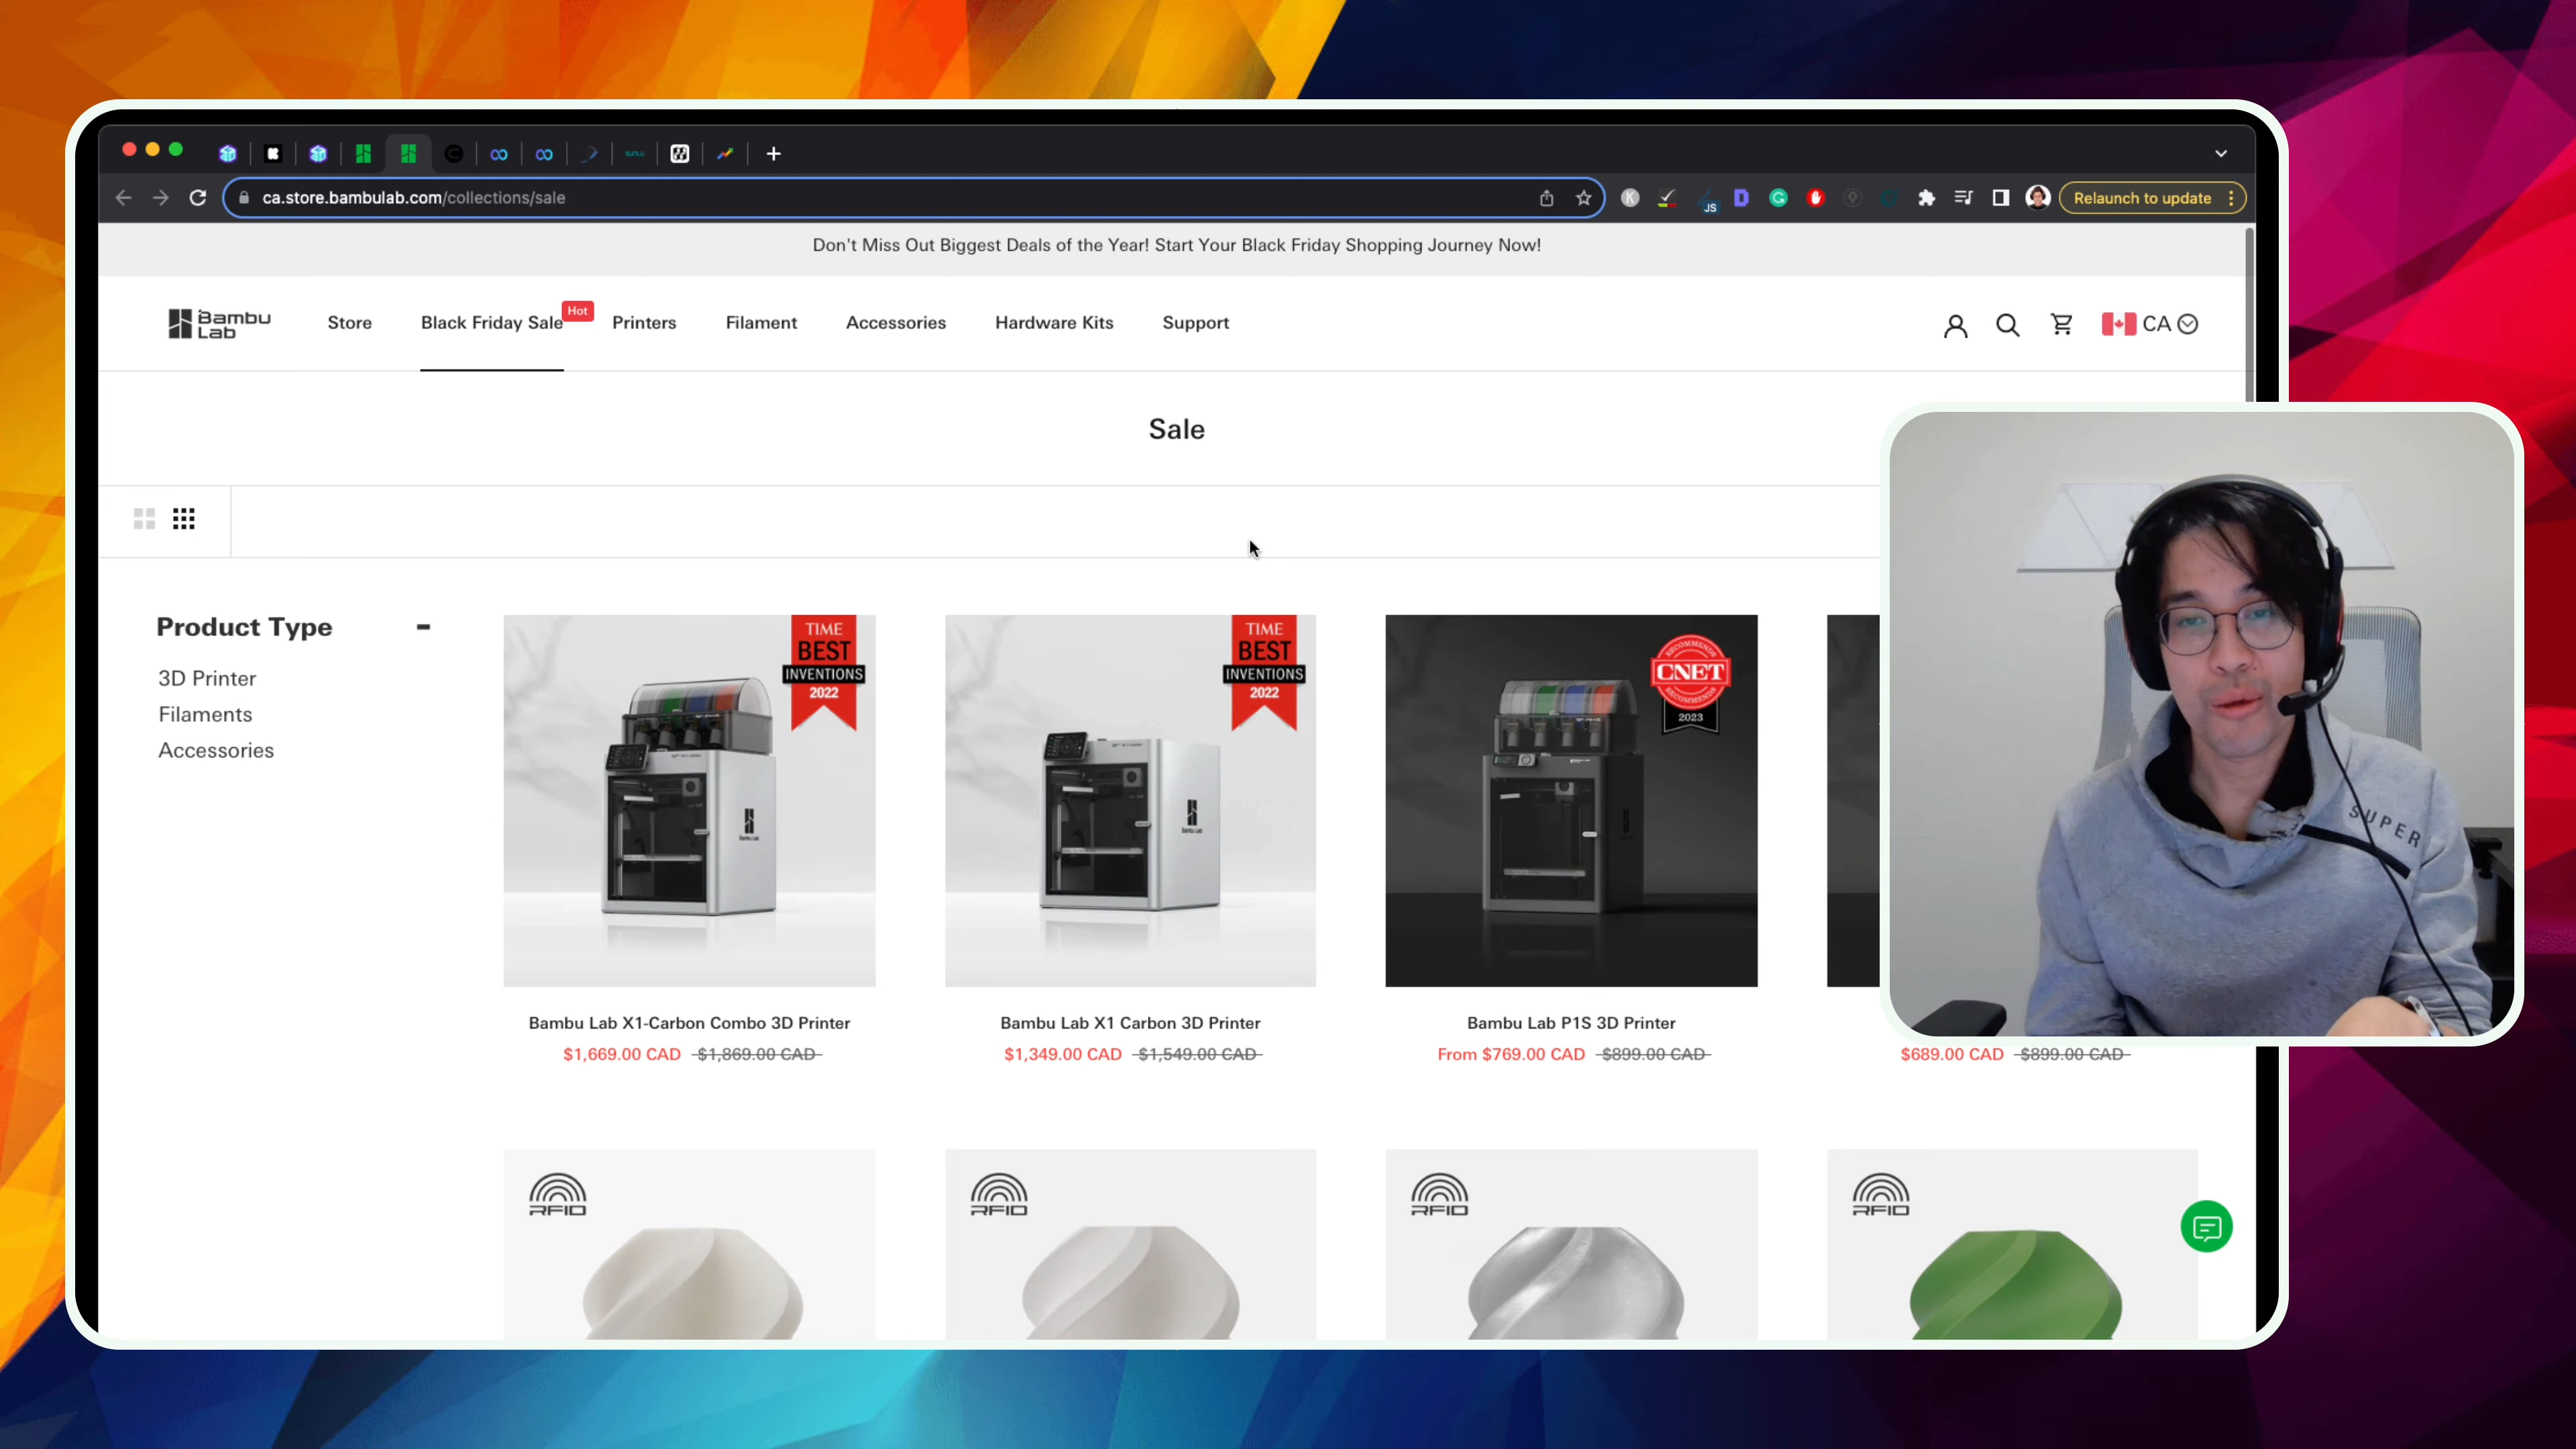 ca.store.bambulab.com/collections/sale
JS
Relaunch to update
Don't Miss Out Biggest Deals of the Year! Start Your Black Friday Shopping Journey Now!
Bambu
Lab
Store
Black Friday Sale
Hot
Printers
Filament
Accessories
Hardware Kits
Support
CA
Sale
Product Type
3D Printer
Filaments
Accessories
TIME
BEST
INVENTIONS
2022
TIME
BEST
INVENTIONS
2022
RECOMMENDS
CNET
RECOMMENDS
2023
SUPER
Bambu Lab X1-Carbon Combo 3D Printer
$1,669.00 CAD $1,869.00 CAD
Bambu Lab X1 Carbon 3D Printer
$1,349.00 CAD $1,549.00 CAD
Bambu Lab P1S 3D Printer
From $769.00 CAD $899.00 CAD
$689.00 CAD $899.00 CAD
RFID
RFID
RFID
RFID